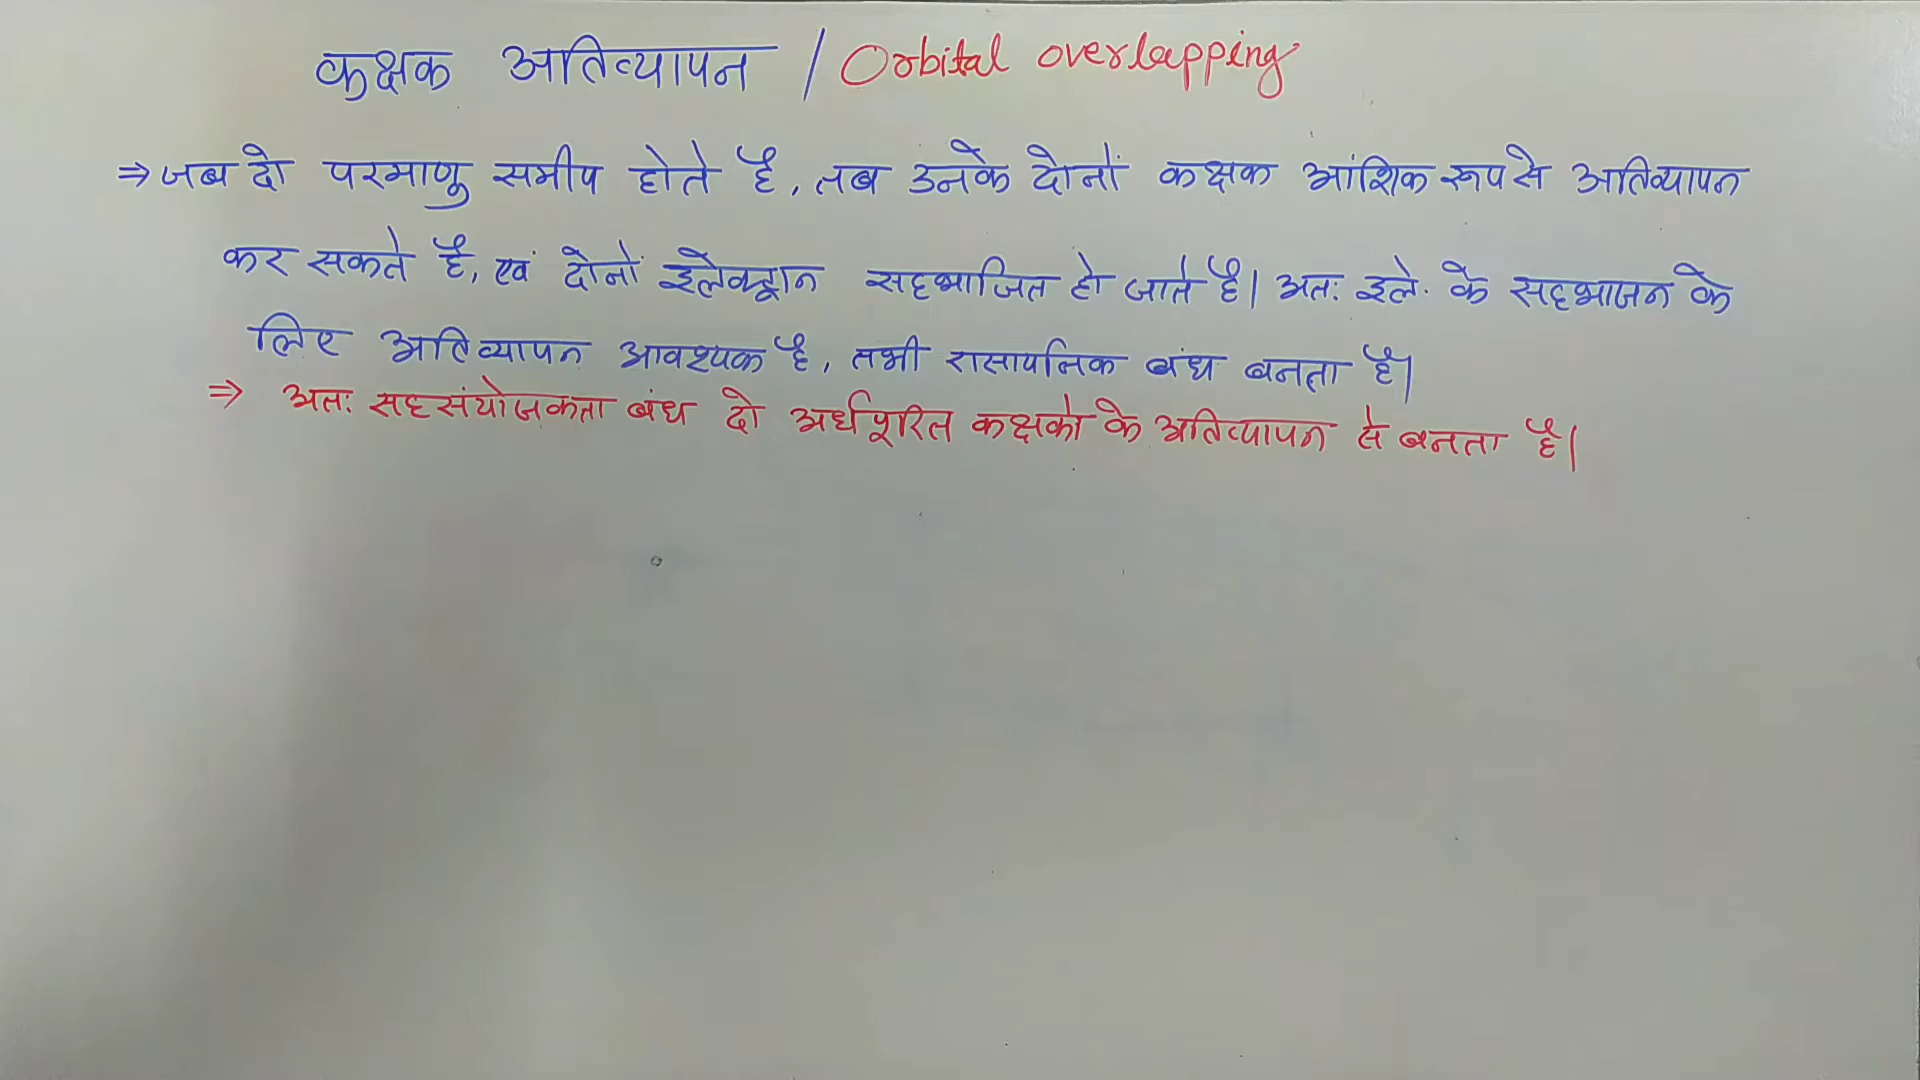 कक्षक अतिव्यापन / Orbital overlapping
⇒ जब दो परमाणु समीप होते है, तब उनके दोनों कक्षक आंशिक रूप से अतिव्यापन
कर सकते है, एवं दोनों इलेक्ट्रान सहभाजित हो जाते है। अतः इले. के सहभाजन के
लिए अतिव्यापन आवश्यक है, तभी रासायनिक बंध बनता है।
⇒ अतः सहसंयोजकता बंध दो अर्धपूरित कक्षको के अतिव्यापन से बनता है।